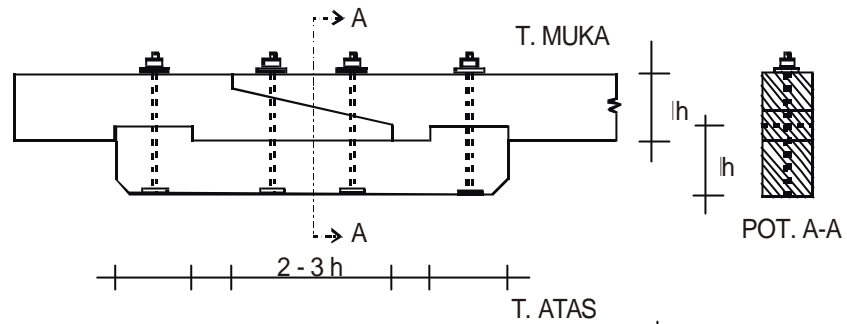 A
T. MUKA
h
h
A
POT. A-A
2 - 3 h
T. ATAS